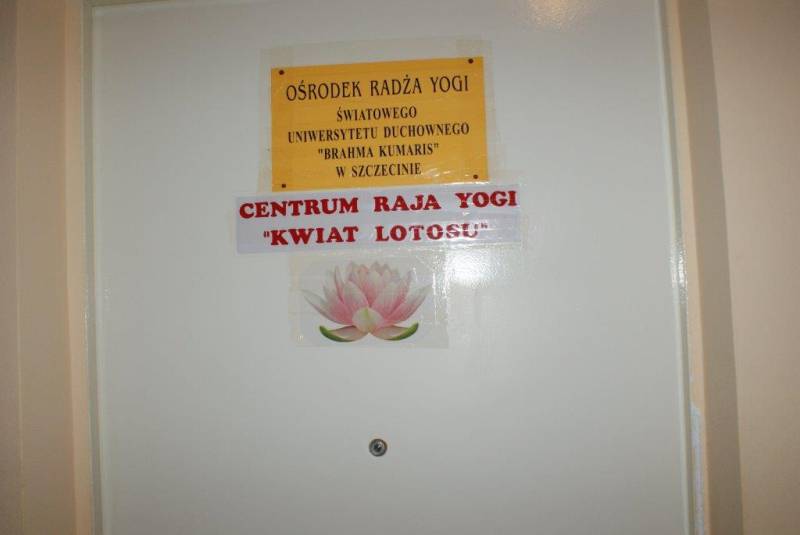 OŚRODEK RADŻA YOGI
ŚWIATOWEGO
UNIWERSYTETU DUCHOWNEGO
"BRAHMA KUMARIS"
W SZCZECINIE
CENTRUM RAJA YOGI
"KWIAT LOTOSU"